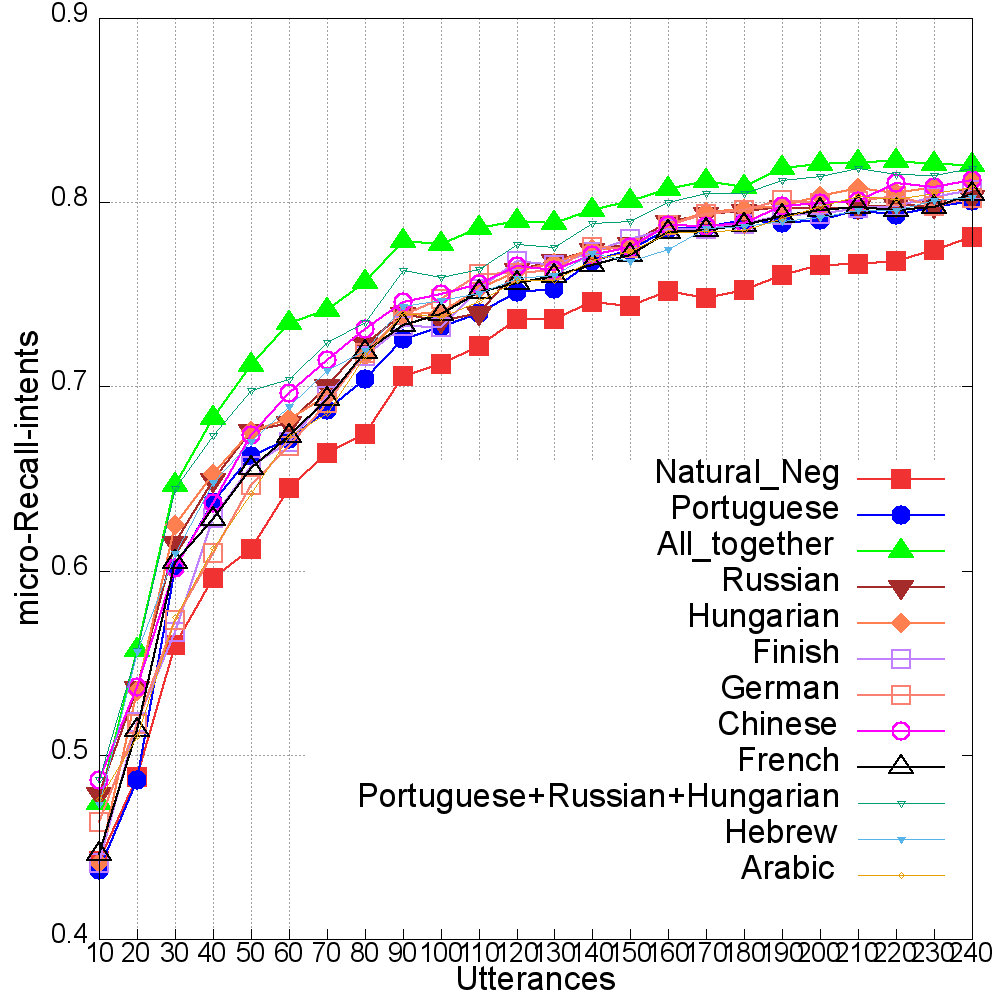 0.9
0.8
0.7
0.6
0.5
0.4
micro-Recall-intents
Natural_Neg
Portuguese
All_together
Russian
Hungarian
Finish
German
Chinese
French
Portuguese+Russian+Hungarian
Hebrew
Arabic
10 20 30 40 50 60 70 80 90 100 110 120 130 140 150 160 170 180 190 200 210 220 230 240
Utterances